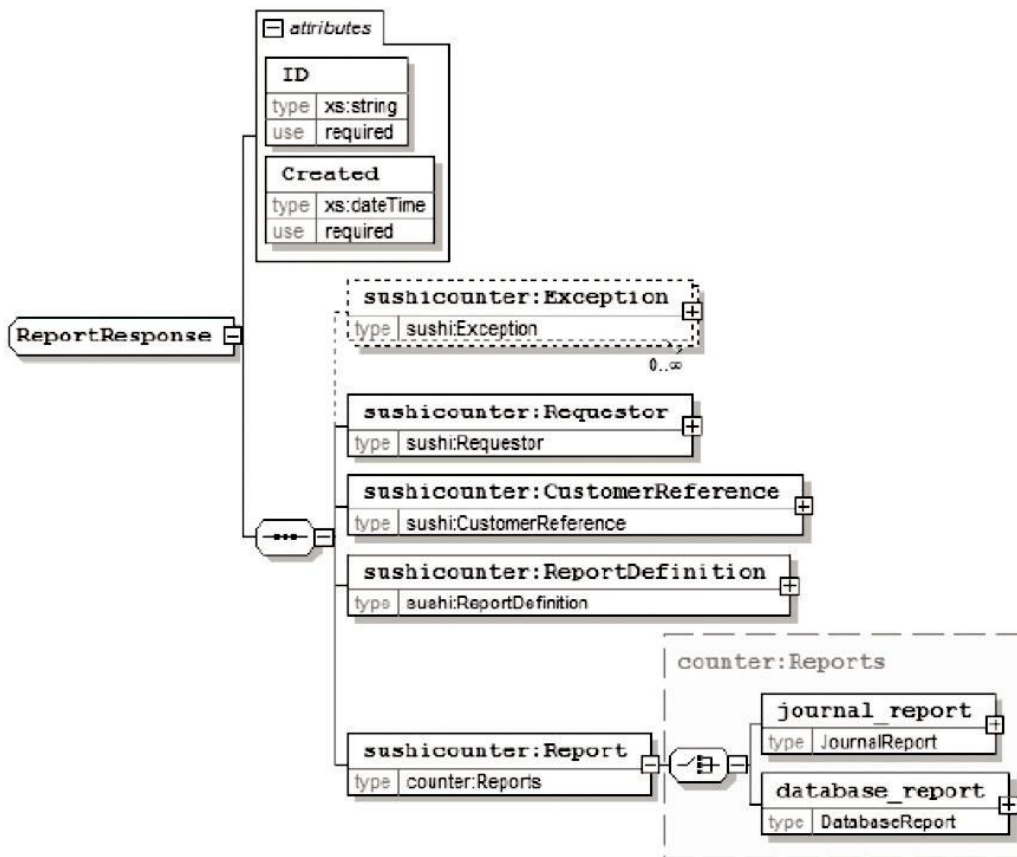 attributes
ID
type xs:string
use required
Created
type xs:dateTime
use required
ReportResponse
sushicounter:Exception
type sushi:Exception
0..∞
sushicounter:Requestor
type sushi:Requestor
sushicounter:CustomerReference
type sushi:CustomerReference
sushicounter:ReportDefinition
type sushi:ReportDefinition
counter:Reports
journal_report
type JournalReport
sushicounter:Report
type counter:Reports
database_report
type DatabaseReport